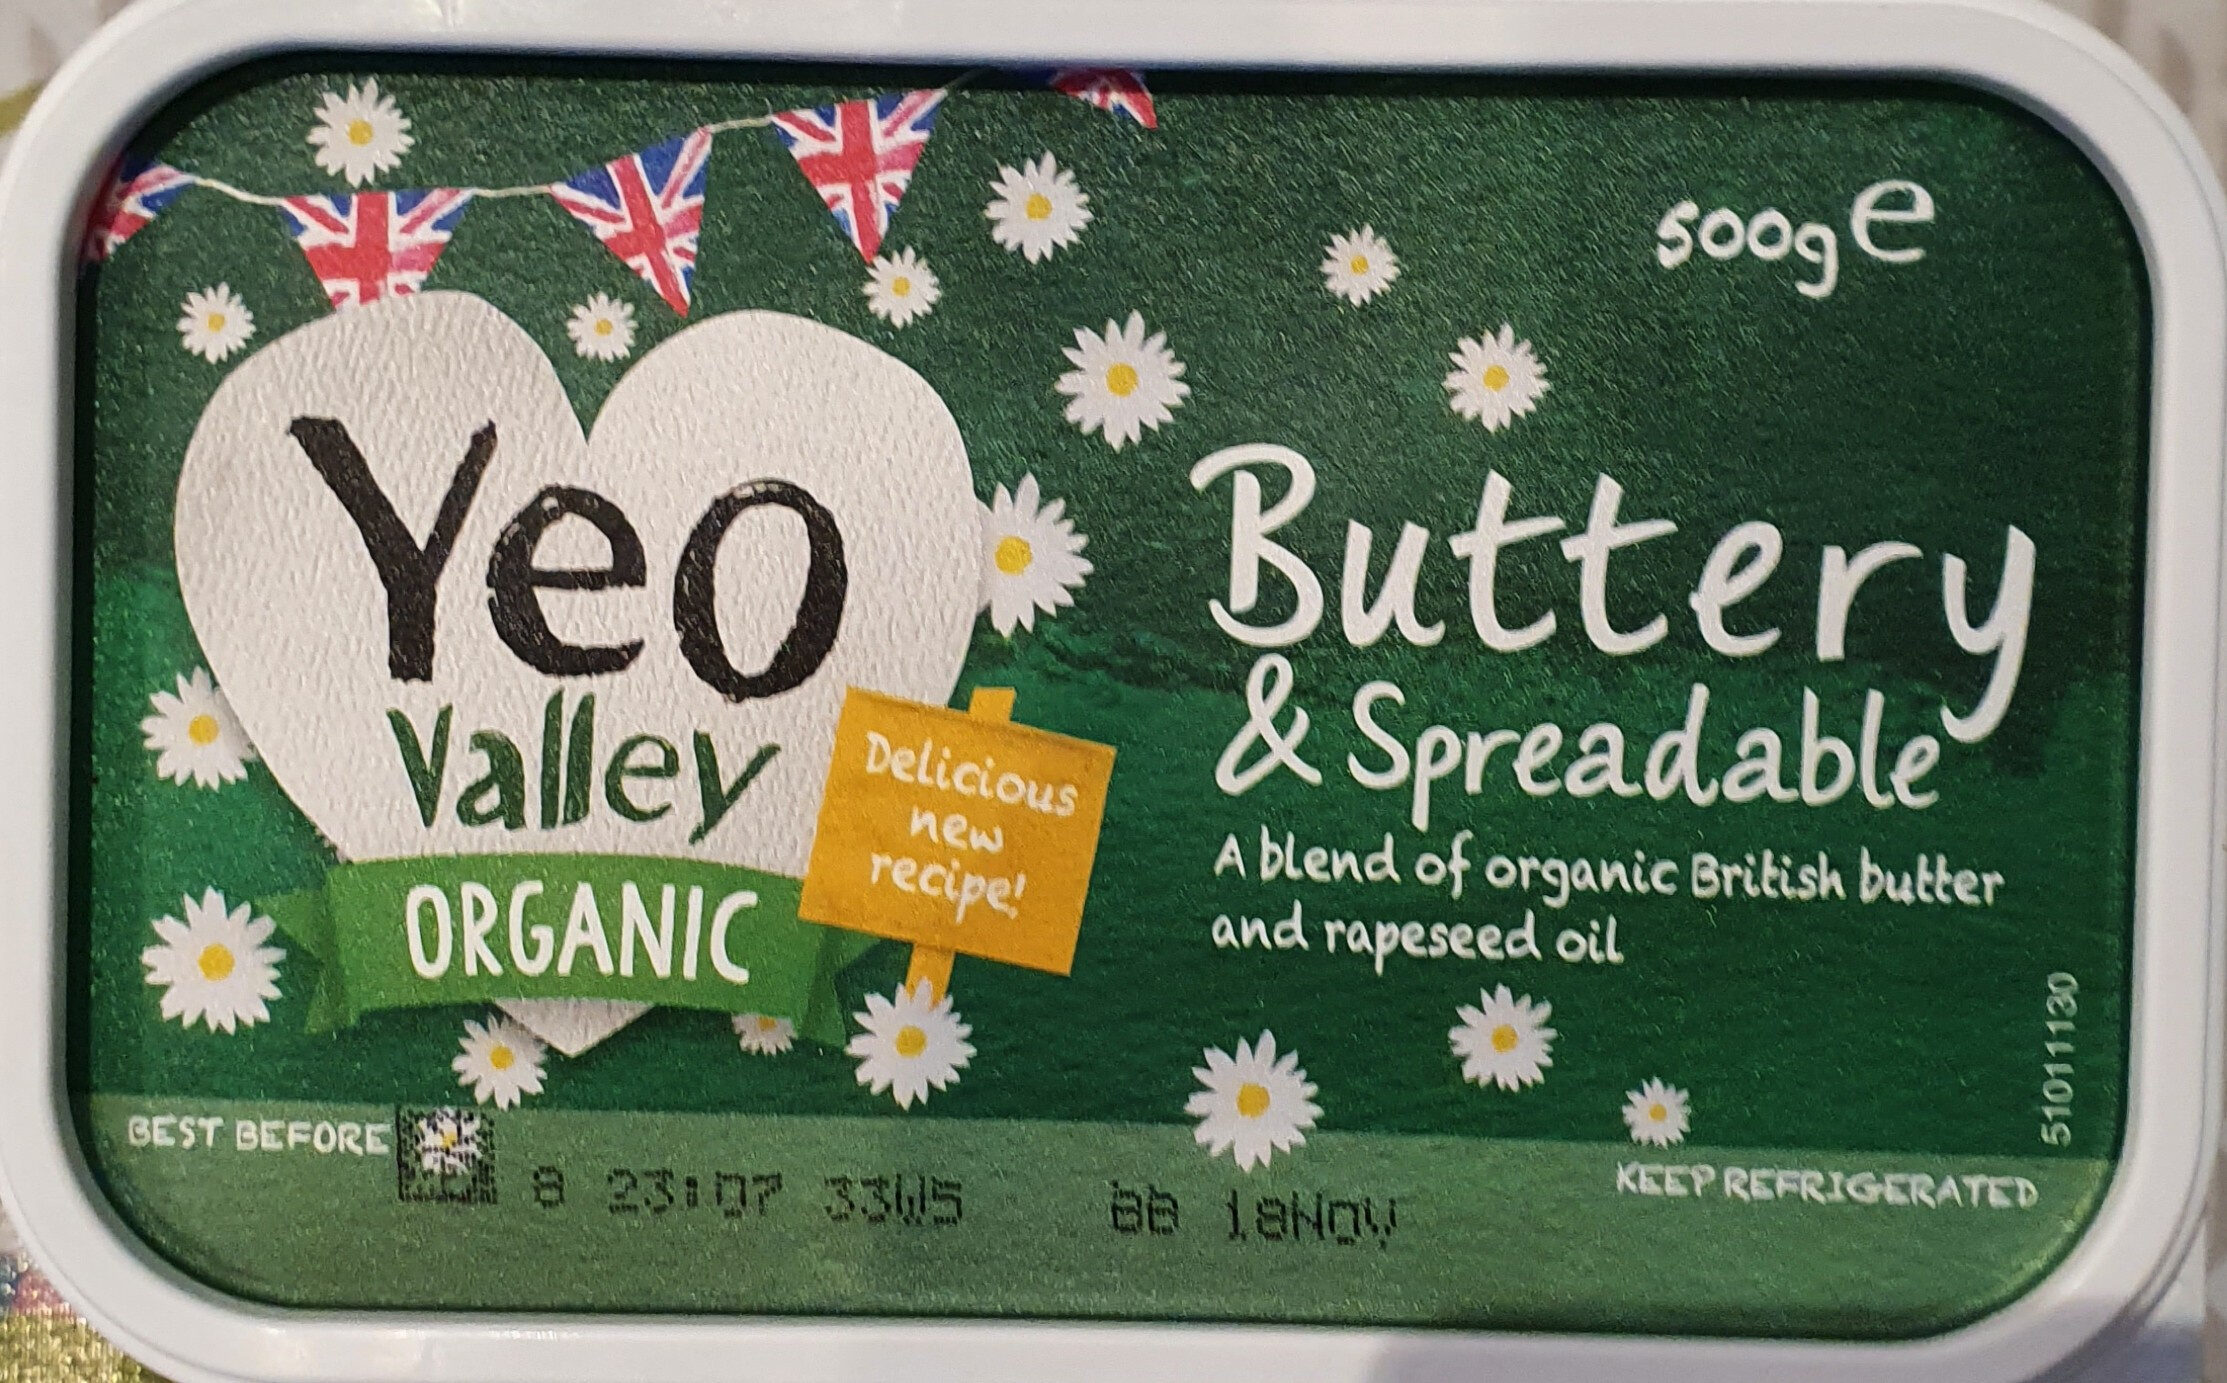 500g e
Yeo
Valley
ORGANIC
Delicious
new
recipe!
Buttery
& Spreadable
A blend of organic British butter
and rapeseed oil
510111130
BEST BEFORE
KEEP REFRIGERATED
8 23:07 33W5 BB 18NOV